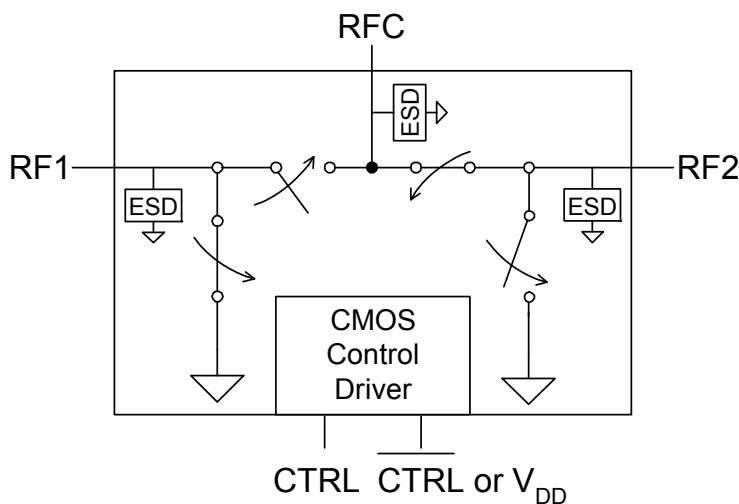 RFC
ESD
RF1
RF2
ESD
ESD
CMOS
Control
Driver
CTRL
CTRL or VDD